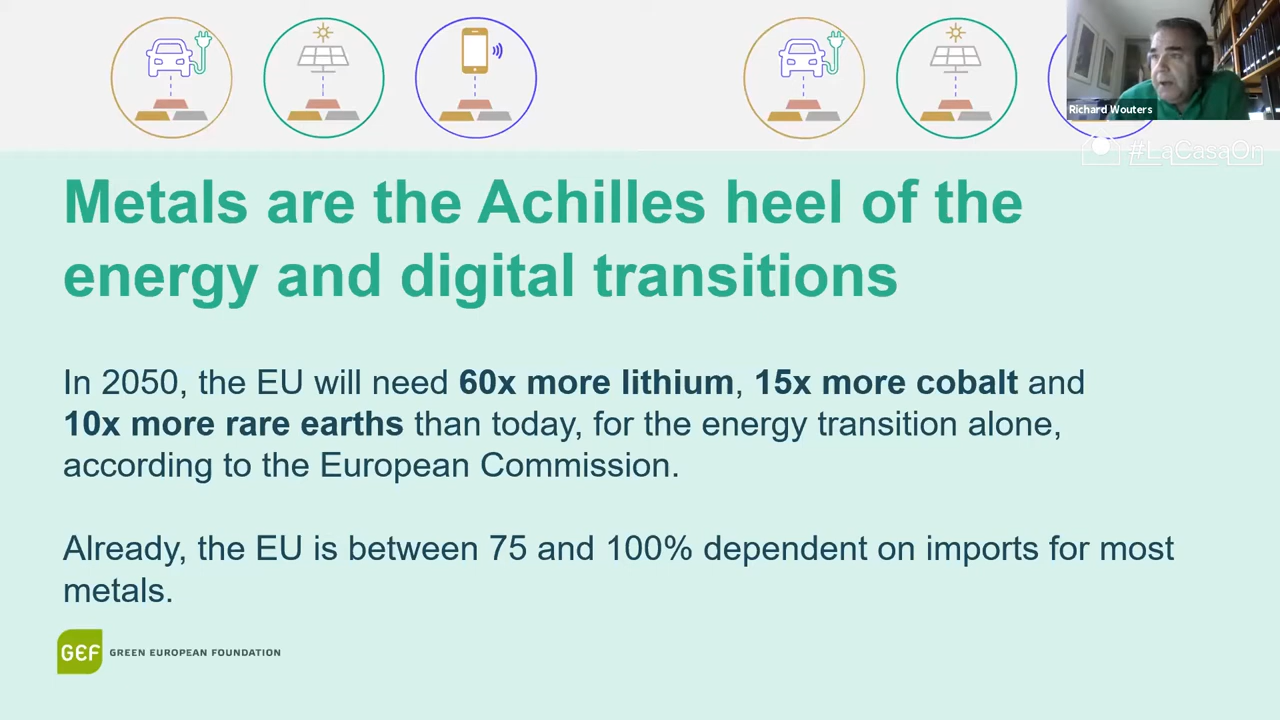 Richard Wouters
#LaCasaOn
Metals are the Achilles heel of the
energy and digital transitions
In 2050, the EU will need 60x more lithium, 15x more cobalt and
10x more rare earths than today, for the energy transition alone,
according to the European Commission.
Already, the EU is between 75 and 100% dependent on imports for most
metals.
GEF GREEN EUROPEAN FOUNDATION